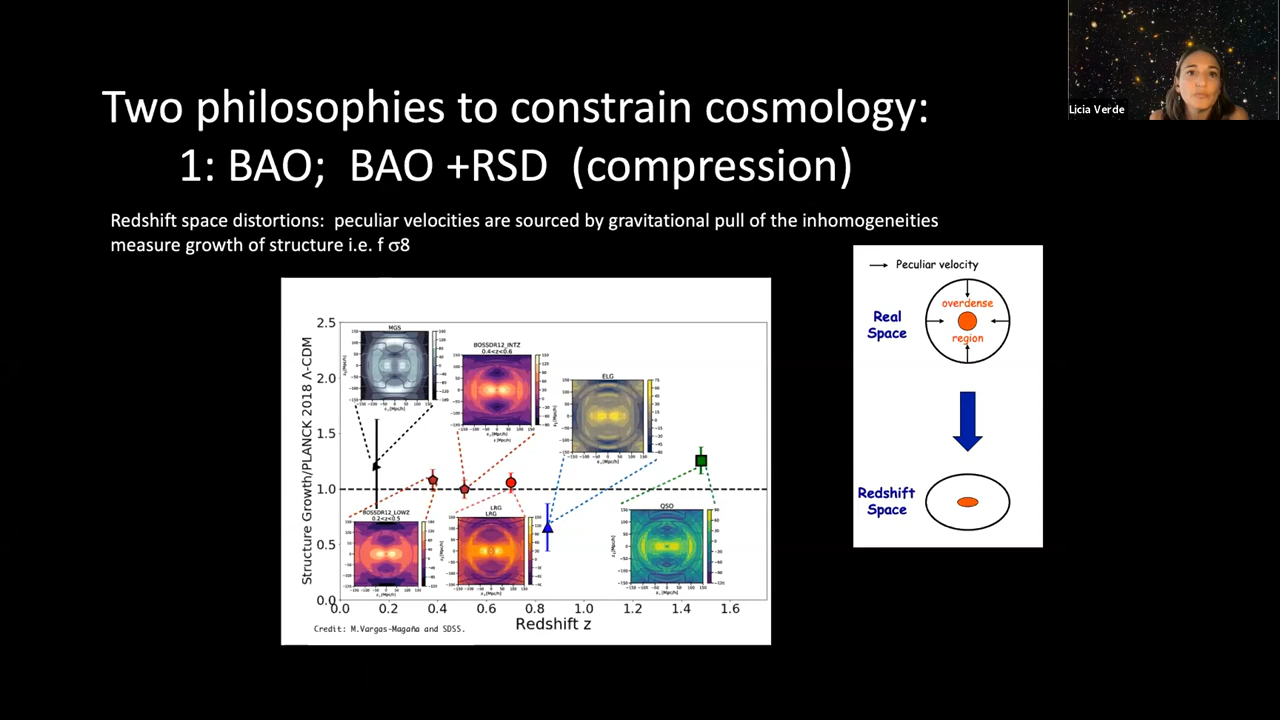 Licia Verde
Two philosophies to constrain cosmology:
1: BAO; BAO +RSD (compression)
Redshift space distortions: peculiar velocities are sourced by gravitational pull of the inhomogeneities
measure growth of structure i.e. f σ8
Structure Growth/PLANCK 2018 Λ-CDM
2.5
2.0
1.5
1.0
0.5
0.0
0.0 0.2 0.4 0.6 0.8 1.0 1.2 1.4 1.6
Redshift z
MGS
BOSSDR12_INTZ
0.4<z<0.6
ELG
BOSSDR12_LOWZ
0.2<z<0.5
LRG
LRG
QSO
Credit: M.Vargas-Magaña and SDSS.
Peculiar velocity
Real
Space
overdense
region
Redshift
Space